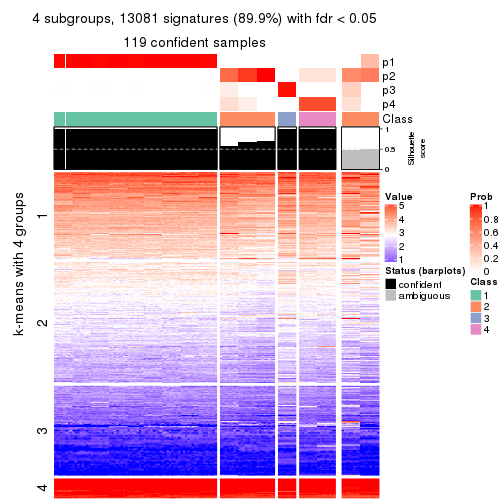 4 subgroups, 13081 signatures (89.9%) with fdr < 0.05
119 confident samples
p1
p2
p3
p4
Class
1
0.5
0
Silhouette
score
k-means with 4 groups
1
2
3
4
Value
5
4
3
2
1
Status (barplots)
confident
ambiguous
Prob
1
0.8
0.6
0.4
0.2
0
Class
1
2
3
4